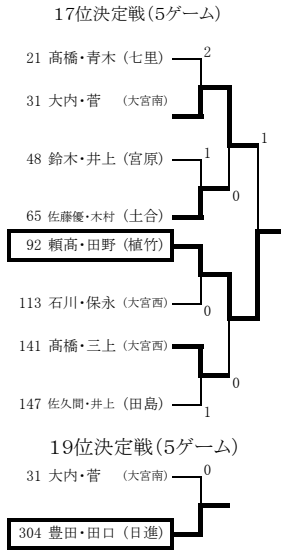 17位決定戦(5ゲーム)
21 髙橋・青木 (七里) 2
31 大内・菅 (大宮南)
1
48 鈴木・井上 (宮原) 1
0
65 佐藤優・木村 (土合)
92 頼髙・田野 (植竹)
113 石川・保永 (大宮西) 0
141 髙橋・三上 (大宮西)
0
147 佐久間・井上 (田島) 1
19位決定戦(5ゲーム)
31 大内・菅 (大宮南) 0
304 豊田・田口 (日進)